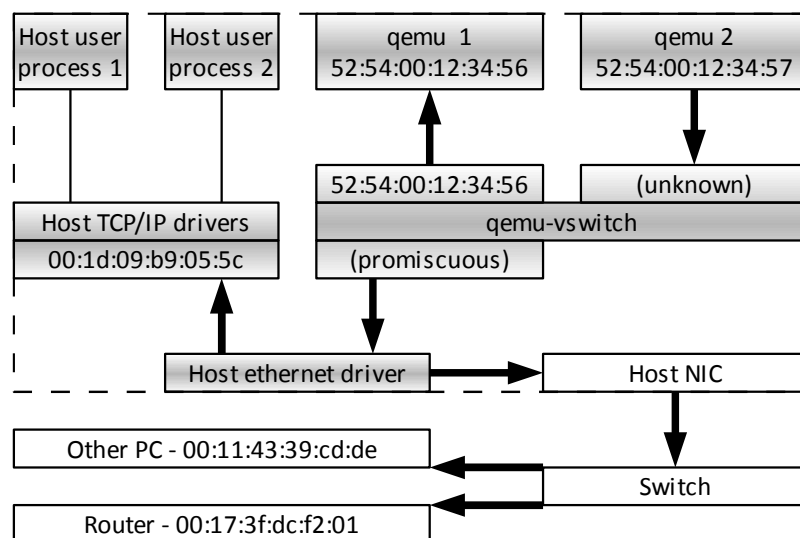 Host user
process 1
Host user
process 2
qemu 1
52:54:00:12:34:56
qemu 2
52:54:00:12:34:57
52:54:00:12:34:56
(unknown)
Host TCP/IP drivers
qemu-vswitch
00:1d:09:b9:05:5c
(promiscuous)
Host ethernet driver
Host NIC
Other PC - 00:11:43:39:cd:de
Switch
Router - 00:17:3f:dc:f2:01